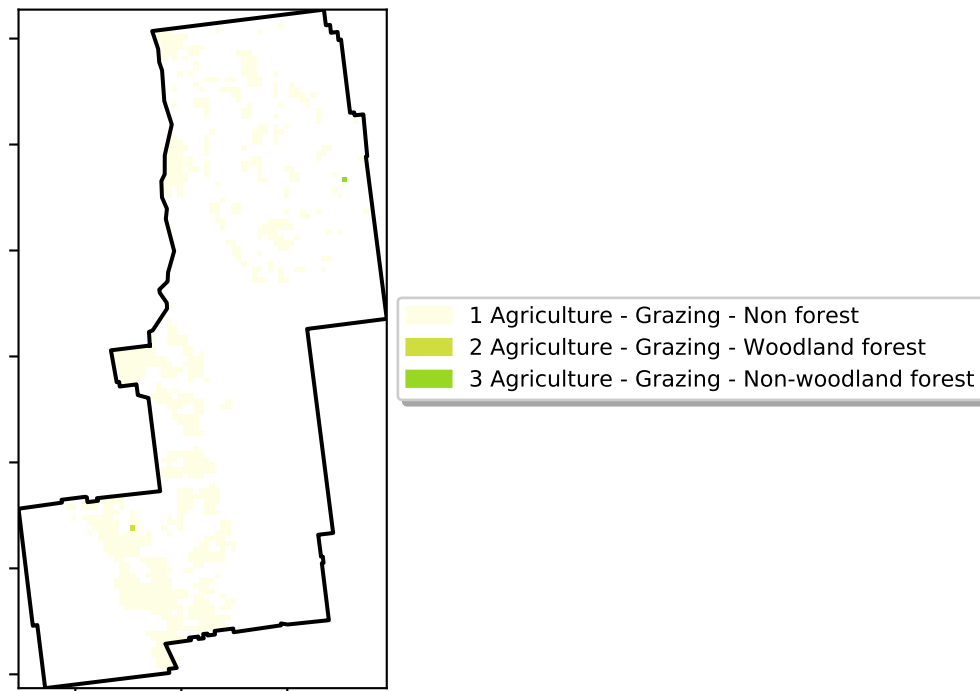 1 Agriculture - Grazing - Non forest
2 Agriculture - Grazing - Woodland forest
3 Agriculture - Grazing - Non-woodland forest